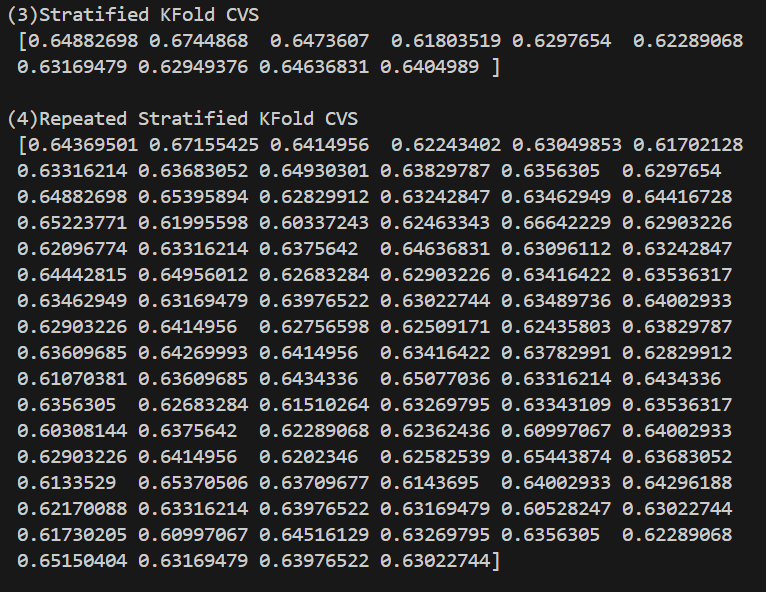 (3)Stratified KFold CVS
[0.64882698 0.6744868  0.6473607  0.61803519 0.6297654  0.62289068
0.63169479 0.62949376 0.64636831 0.6404989 ]
(4)Repeated Stratified KFold CVS
[0.64369501 0.67155425 0.6414956  0.62243402 0.63049853 0.61702128
0.63316214 0.63683052 0.64930301 0.63829787 0.6356305  0.6297654
0.64882698 0.65395894 0.62829912 0.63242847 0.63462949 0.64416728
0.65223771 0.61995598 0.60337243 0.62463343 0.66642229 0.62903226
0.62096774 0.63316214 0.6375642  0.64636831 0.63096112 0.63242847
0.64442815 0.64956012 0.62683284 0.62903226 0.63416422 0.63536317
0.63462949 0.63169479 0.63976522 0.63022744 0.63489736 0.64002933
0.62903226 0.6414956  0.62756598 0.62509171 0.62435803 0.63829787
0.63609685 0.64269993 0.6414956  0.63416422 0.63782991 0.62829912
0.61070381 0.63609685 0.6434336  0.65077036 0.63316214 0.6434336
0.6356305  0.62683284 0.61510264 0.63269795 0.63343109 0.63536317
0.60308144 0.6375642  0.62289068 0.62362436 0.60997067 0.64002933
0.62903226 0.6414956  0.6202346  0.62582539 0.65443874 0.63683052
0.6133529  0.65370506 0.63709677 0.6143695  0.64002933 0.64296188
0.62170088 0.63316214 0.63976522 0.63169479 0.60528247 0.63022744
0.61730205 0.60997067 0.64516129 0.63269795 0.6356305  0.62289068
0.65150404 0.63169479 0.63976522 0.63022744]